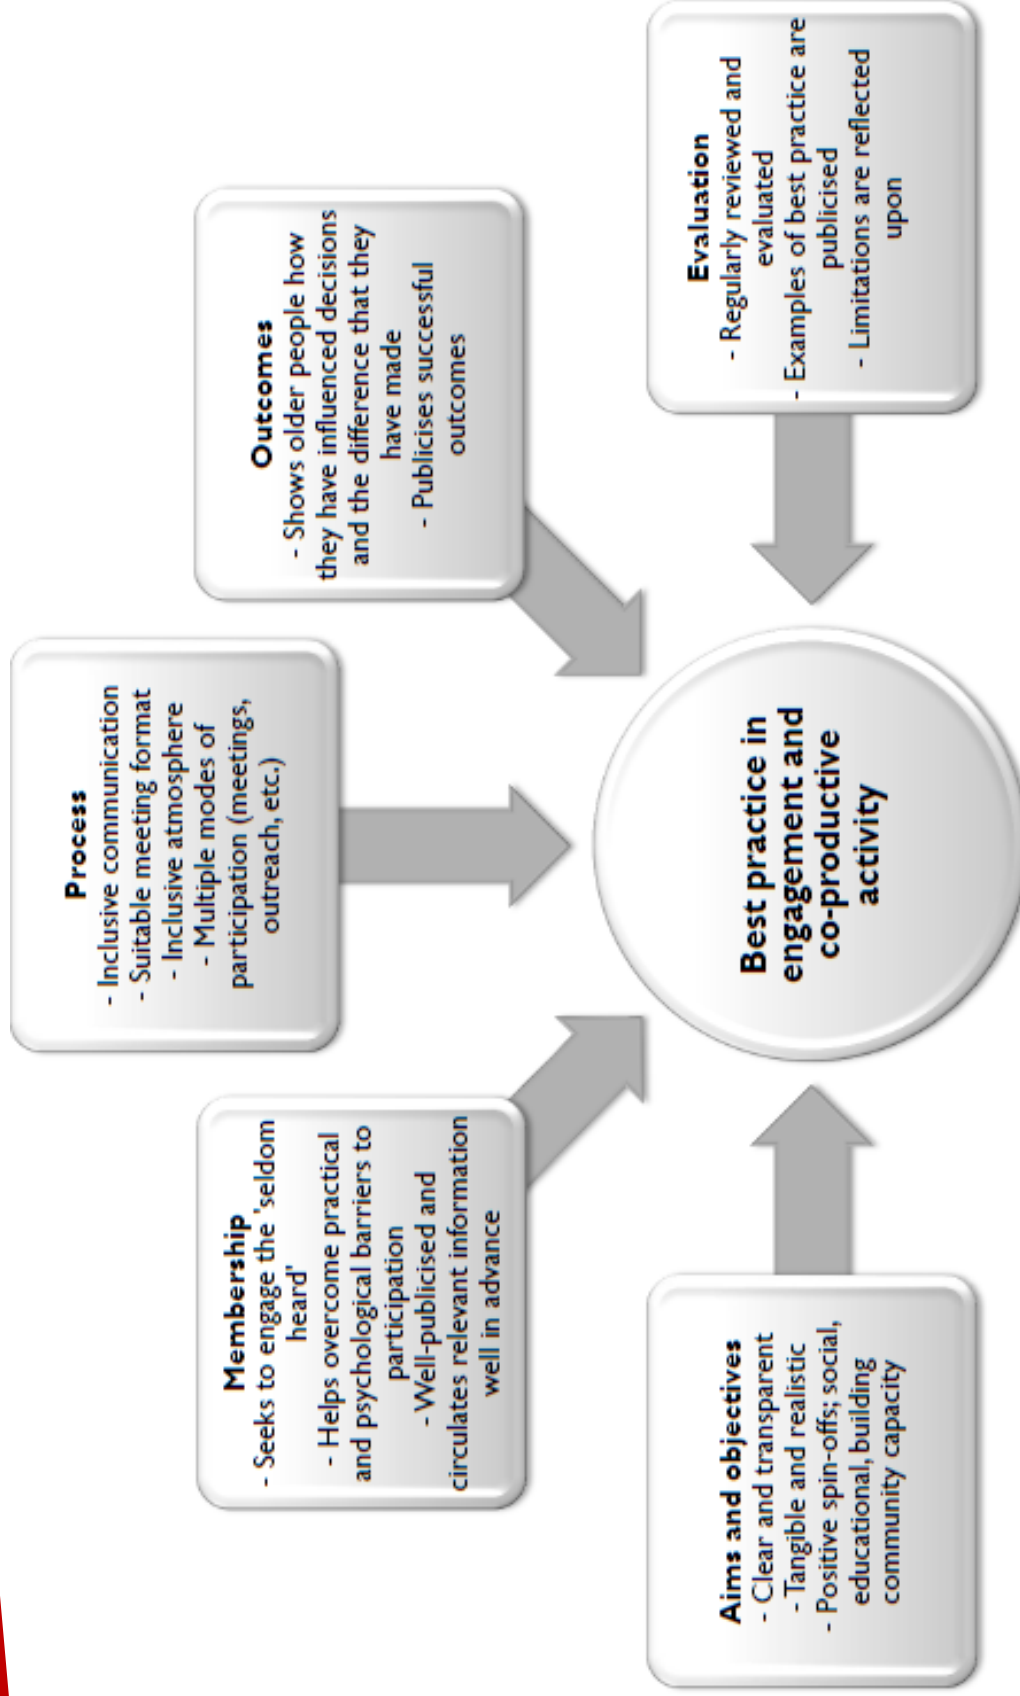 Aims and objectives
- Clear and transparent
- Tangible and realistic
- Positive spin-offs; social,
educational, building
community capacity
Membership
- Seeks to engage the 'seldom
heard'
- Helps overcome practical
and psychological barriers to
participation
- Well-publicised and
circulates relevant information
well in advance
Process
- Inclusive communication
- Suitable meeting format
- Inclusive atmosphere
- Multiple modes of
participation (meetings,
outreach, etc.)
Outcomes
- Shows older people how
they have influenced decisions
and the difference that they
have made
- Publicises successful
outcomes
Evaluation
- Regularly reviewed and
evaluated
- Examples of best practice are
publicised
- Limitations are reflected
upon
Best practice in
engagement and
co-productive
activity